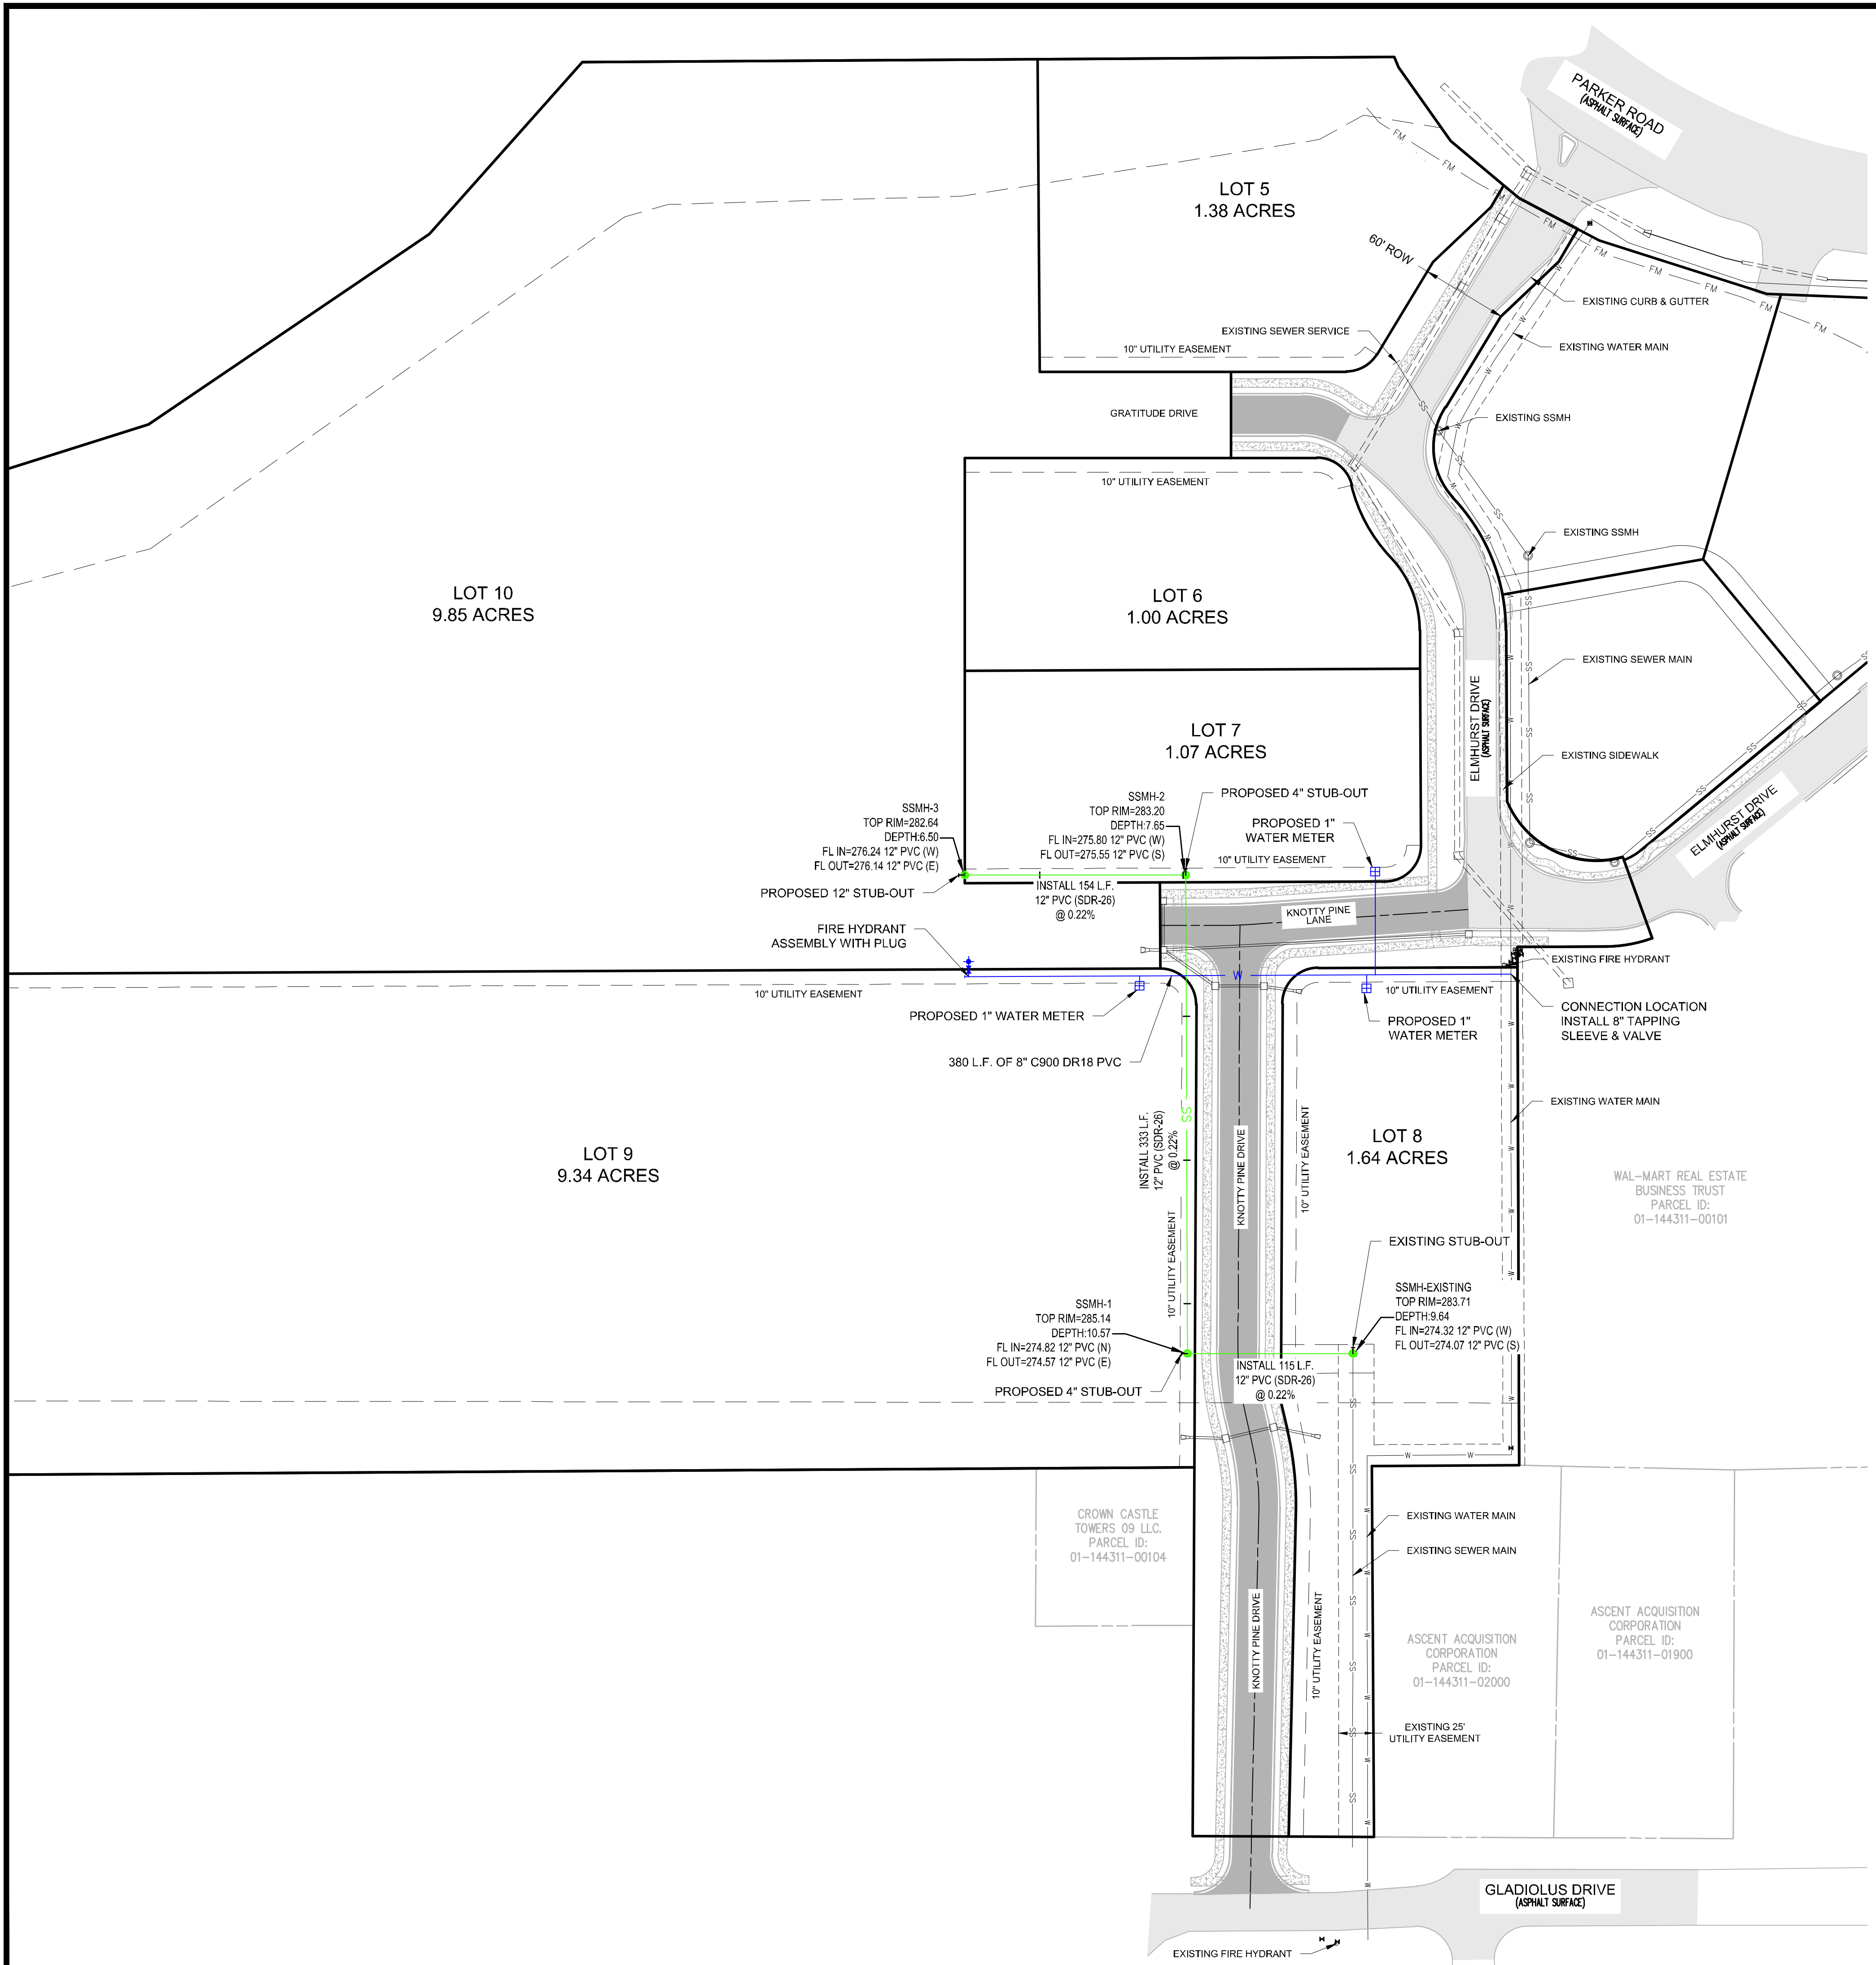 PARKER ROAD
(ASPHALT SURFACE)
LOT 5
1.38 ACRES
60' ROW
FM
FM
FM
FM
FM
FM
FM
FM
FM
EXISTING CURB & GUTTER
EXISTING SEWER SERVICE
EXISTING WATER MAIN
10" UTILITY EASEMENT
GRATITUDE DRIVE
EXISTING SSMH
10" UTILITY EASEMENT
EXISTING SSMH
LOT 10
9.85 ACRES
LOT 6
1.00 ACRES
EXISTING SEWER MAIN
ELMHURST DRIVE
(ASPHALT SURFACE)
LOT 7
1.07 ACRES
EXISTING SIDEWALK
ELMHURST DRIVE
(ASPHALT SURFACE)
SSMH-3
TOP RIM=282.64
DEPTH:6.50
FL IN=276.24 12" PVC (W)
FL OUT=276.14 12" PVC (E)
SSMH-2
TOP RIM=283.20
DEPTH:7.65
FL IN=275.80 12" PVC (W)
FL OUT=275.55 12" PVC (S)
PROPOSED 4" STUB-OUT
PROPOSED 1"
WATER METER
10" UTILITY EASEMENT
PROPOSED 12" STUB-OUT
INSTALL 154 L.F.
12" PVC (SDR-26)
@ 0.22%
KNOTTY PINE
LANE
FIRE HYDRANT
ASSEMBLY WITH PLUG
EXISTING FIRE HYDRANT
W
10" UTILITY EASEMENT
10" UTILITY EASEMENT
PROPOSED 1" WATER METER
PROPOSED 1"
WATER METER
CONNECTION LOCATION
INSTALL 8" TAPPING
SLEEVE & VALVE
380 L.F. OF 8" C900 DR18 PVC
EXISTING WATER MAIN
SS
INSTALL 333 L.F.
12" PVC (SDR-26)
@ 0.22%
KNOTTY PINE DRIVE
10" UTILITY EASEMENT
LOT 8
1.64 ACRES
LOT 9
9.34 ACRES
WAL-MART REAL ESTATE
BUSINESS TRUST
PARCEL ID:
01-144311-00101
10" UTILITY EASEMENT
EXISTING STUB-OUT
SSMH-EXISTING
TOP RIM=283.71
DEPTH:9.64
FL IN=274.32 12" PVC (W)
FL OUT=274.07 12" PVC (S)
SSMH-1
TOP RIM=285.14
DEPTH:10.57
FL IN=274.82 12" PVC (N)
FL OUT=274.57 12" PVC (E)
PROPOSED 4" STUB-OUT
INSTALL 115 L.F.
12" PVC (SDR-26)
@ 0.22%
CROWN CASTLE
TOWERS 09 LLC.
PARCEL ID:
01-144311-00104
EXISTING WATER MAIN
EXISTING SEWER MAIN
KNOTTY PINE DRIVE
10" UTILITY EASEMENT
ASCENT ACQUISITION
CORPORATION
PARCEL ID:
01-144311-02000
ASCENT ACQUISITION
CORPORATION
PARCEL ID:
01-144311-01900
EXISTING 25'
UTILITY EASEMENT
GLADIOLUS DRIVE
(ASPHALT SURFACE)
EXISTING FIRE HYDRANT